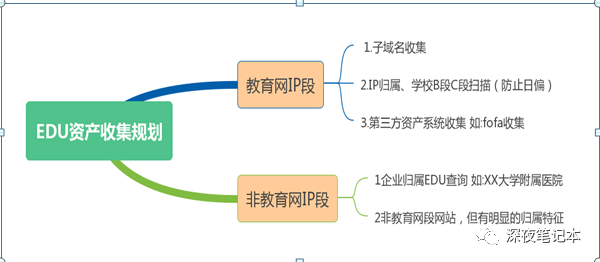 EDU资产收集规划
教育网IP段
1.子域名收集
2.IP归属、学校B段C段扫描（防止日偏）
3.第三方资产系统收集 如:fofa收集
非教育网IP段
1企业归属EDU查询 如:XX大学附属医院
2非教育网段网站，但有明显的归属特征
深夜笔记本